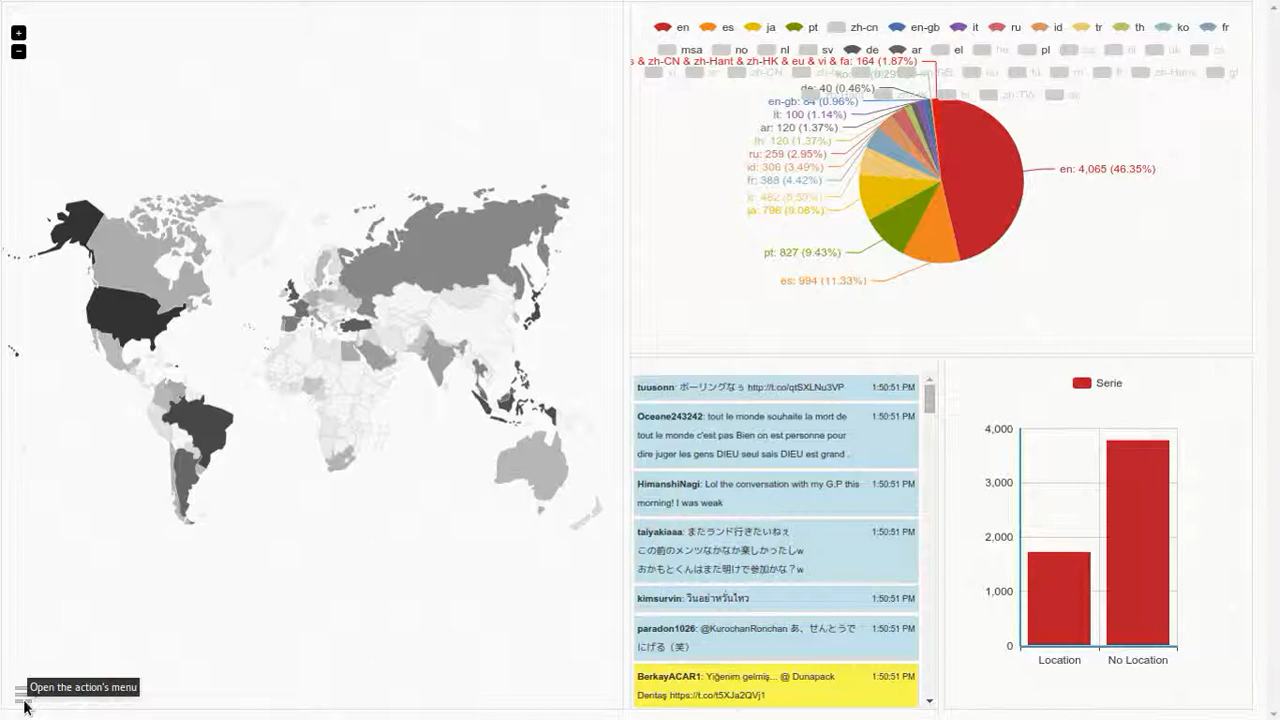 +
−
en es ja pt zh-cn en-gb it ru id tr th ko fr
msa no nl sv de ar el he pl
s & zh-CN & zh-Hant & zh-HK & eu & vi & fa: 164 (1.87%)
de: 40 (0.46%)
en-gb: 84 (0.96%)
it: 100 (1.14%)
ar: 120 (1.37%)
th: 120 (1.37%)
ru: 259 (2.95%)
id: 306 (3.49%)
fr: 388 (4.42%)
ja: 796 (9.08%)
pt: 827 (9.43%)
es: 994 (11.33%)
en: 4,065 (46.35%)
tuusonn: ボーリングなぅ http://t.co/qtSXLNu3VP 1:50:51 PM
Oceane243242: tout le monde souhaite la mort de 1:50:51 PM
tout le monde c'est pas Bien on est personne pour
dire juger les gens DIEU seul sais DIEU est grand .
HimanshiNagi: Lol the conversation with my G.P this 1:50:51 PM
morning! I was weak
taiyakiaaa: またランド行きたいねぇ 1:50:51 PM
この前のメンツなかなか楽しかったしw
おかもとくんはまた明けで参加かな？w
kimsurvin: วินอย่าหวั่นไหว 1:50:51 PM
paradon1026: @KurochanRonchan あ、せんとうで 1:50:51 PM
にげる（笑）
BerkayACAR1: Yiğenim gelmiş... @ Dunapack 1:50:51 PM
Dentaş https://t.co/t5XJa2QVj1
Serie
4,000
3,000
2,000
1,000
0
Location No Location
Open the action's menu